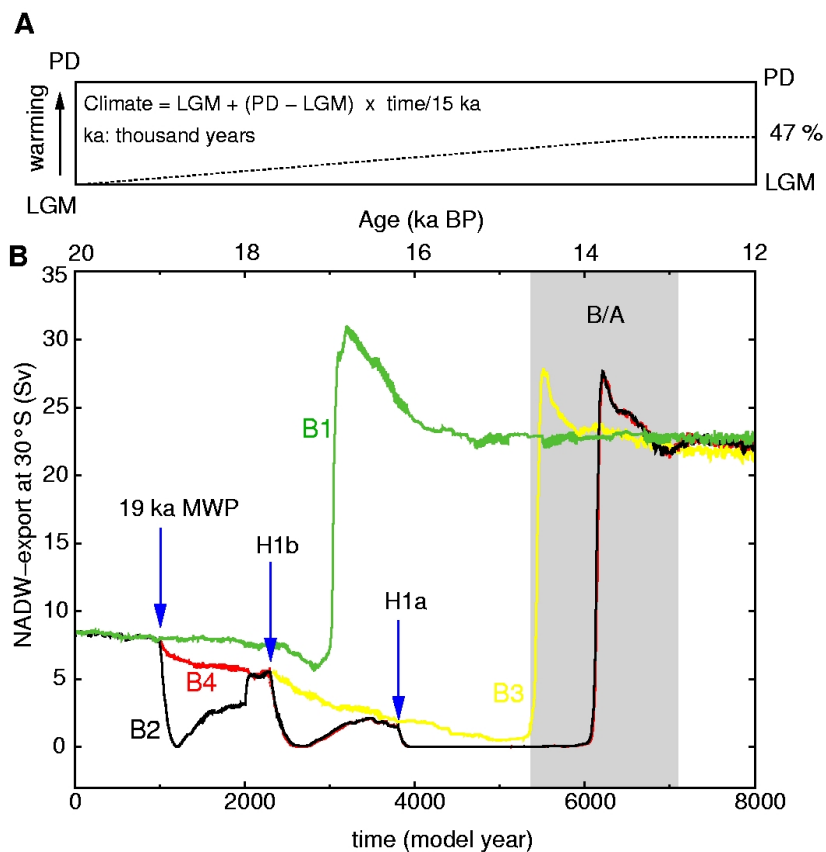 A
PD
PD
Climate = LGM + (PD − LGM) x time/15 ka
ka: thousand years
warming
47 %
LGM
LGM
Age (ka BP)
B
20
18
16
14
12
35
30
25
20
15
10
5
0
NADW−export at 30°S (Sv)
B/A
B1
19 ka MWP
H1b
H1a
B4
B3
B2
0
2000
4000
6000
8000
time (model year)